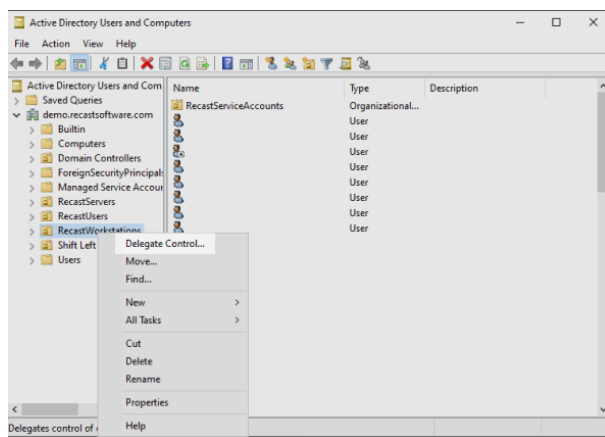 Active Directory Users and Computers
File Action View Help
Active Directory Users and Com
Saved Queries
demo.recastsoftware.com
Builtin
Computers
Domain Controllers
ForeignSecurityPrincipals
Managed Service Accour
RecastServers
RecastUsers
RecastWorkstations
Shift Left
Users
Name Type Description
RecastServiceAccounts Organizational...
User
User
User
User
User
User
User
User
Delegate Control...
Move...
Find...
New
All Tasks
Cut
Delete
Rename
Properties
Help
Delegates control of